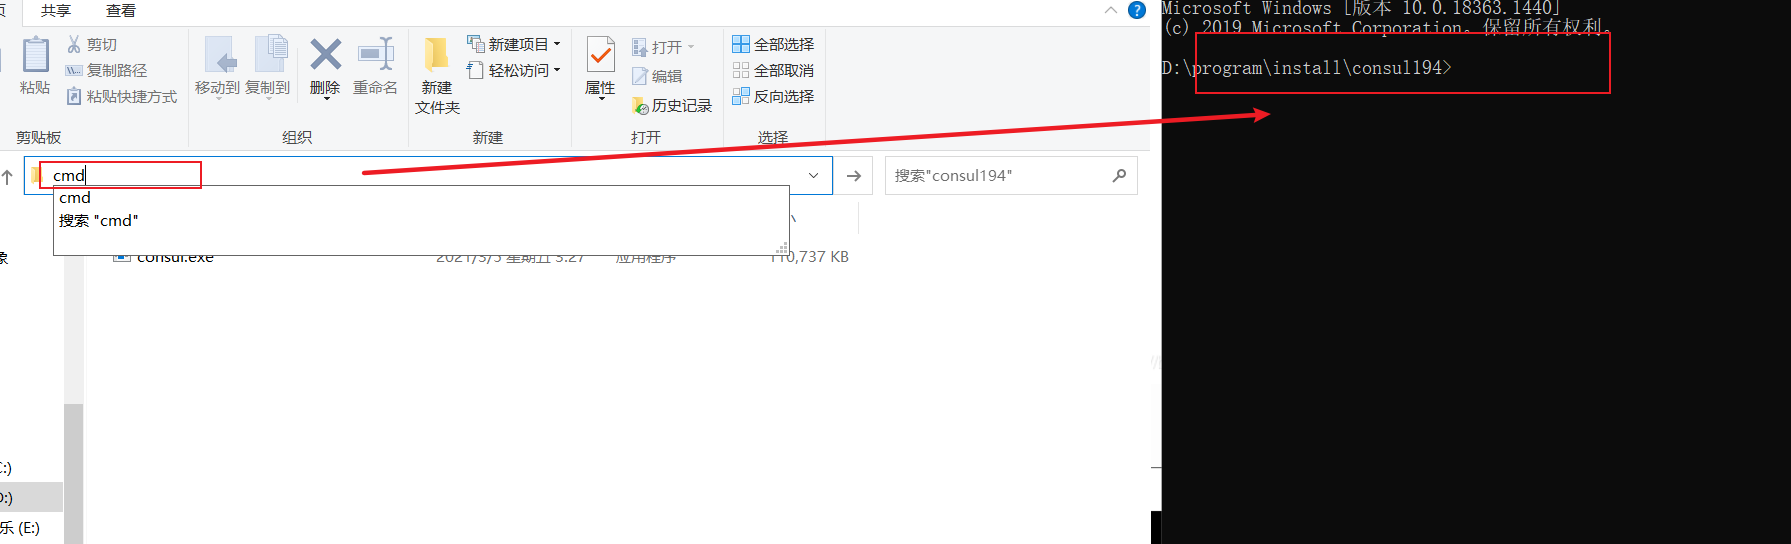 共享 查看
粘贴
剪切
复制路径
粘贴快捷方式
剪贴板
移动到 复制到 删除 重命名
组织
新建
文件夹
新建项目
轻松访问
新建
属性
打开
编辑
历史记录
打开
全部选择
全部取消
反向选择
选择
cmd
搜索"consul194"
cmd
搜索 "cmd"
consul.exe 2021/3/5 星期五 3:27 应用程序 110,737 KB
象
C:)
D:)
乐 (E:)
Microsoft Windows [版本 10.0.18363.1440]
(c) 2019 Microsoft Corporation。保留所有权利。
D:\program\install\consul194>